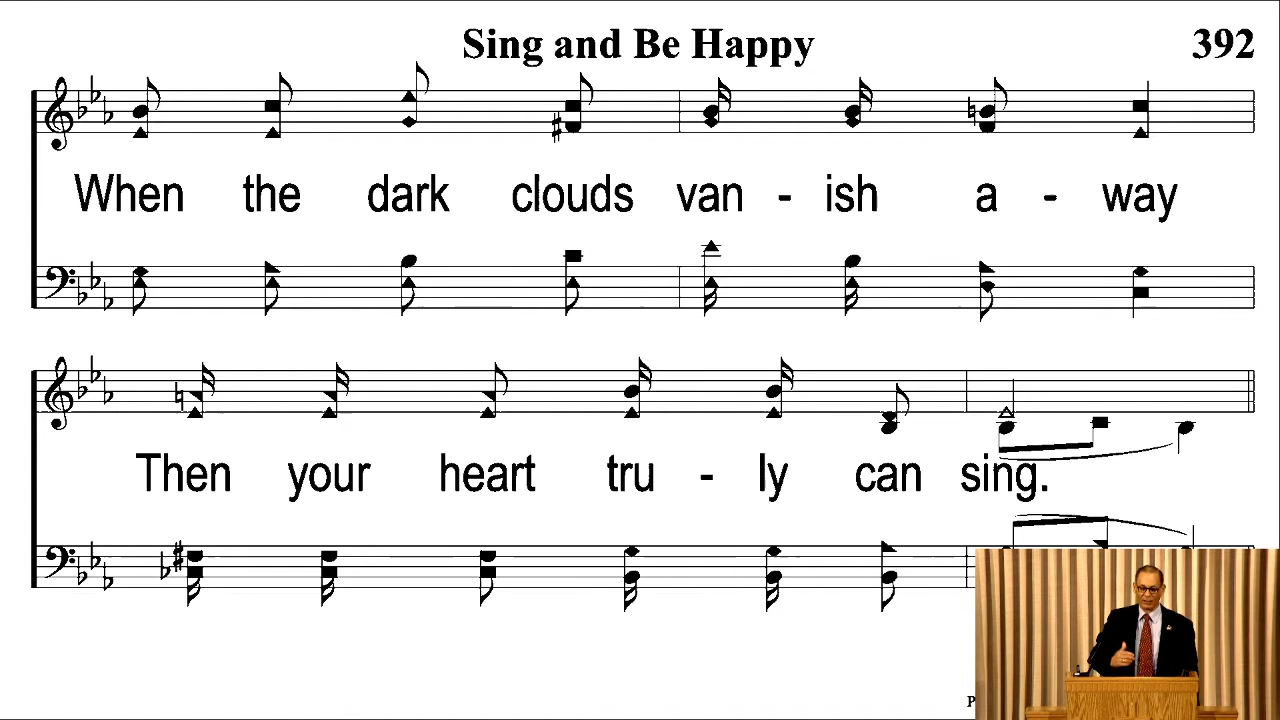 Sing and Be Happy 392
When the dark clouds van - ish a - way
Then your heart tru - ly can sing.
P